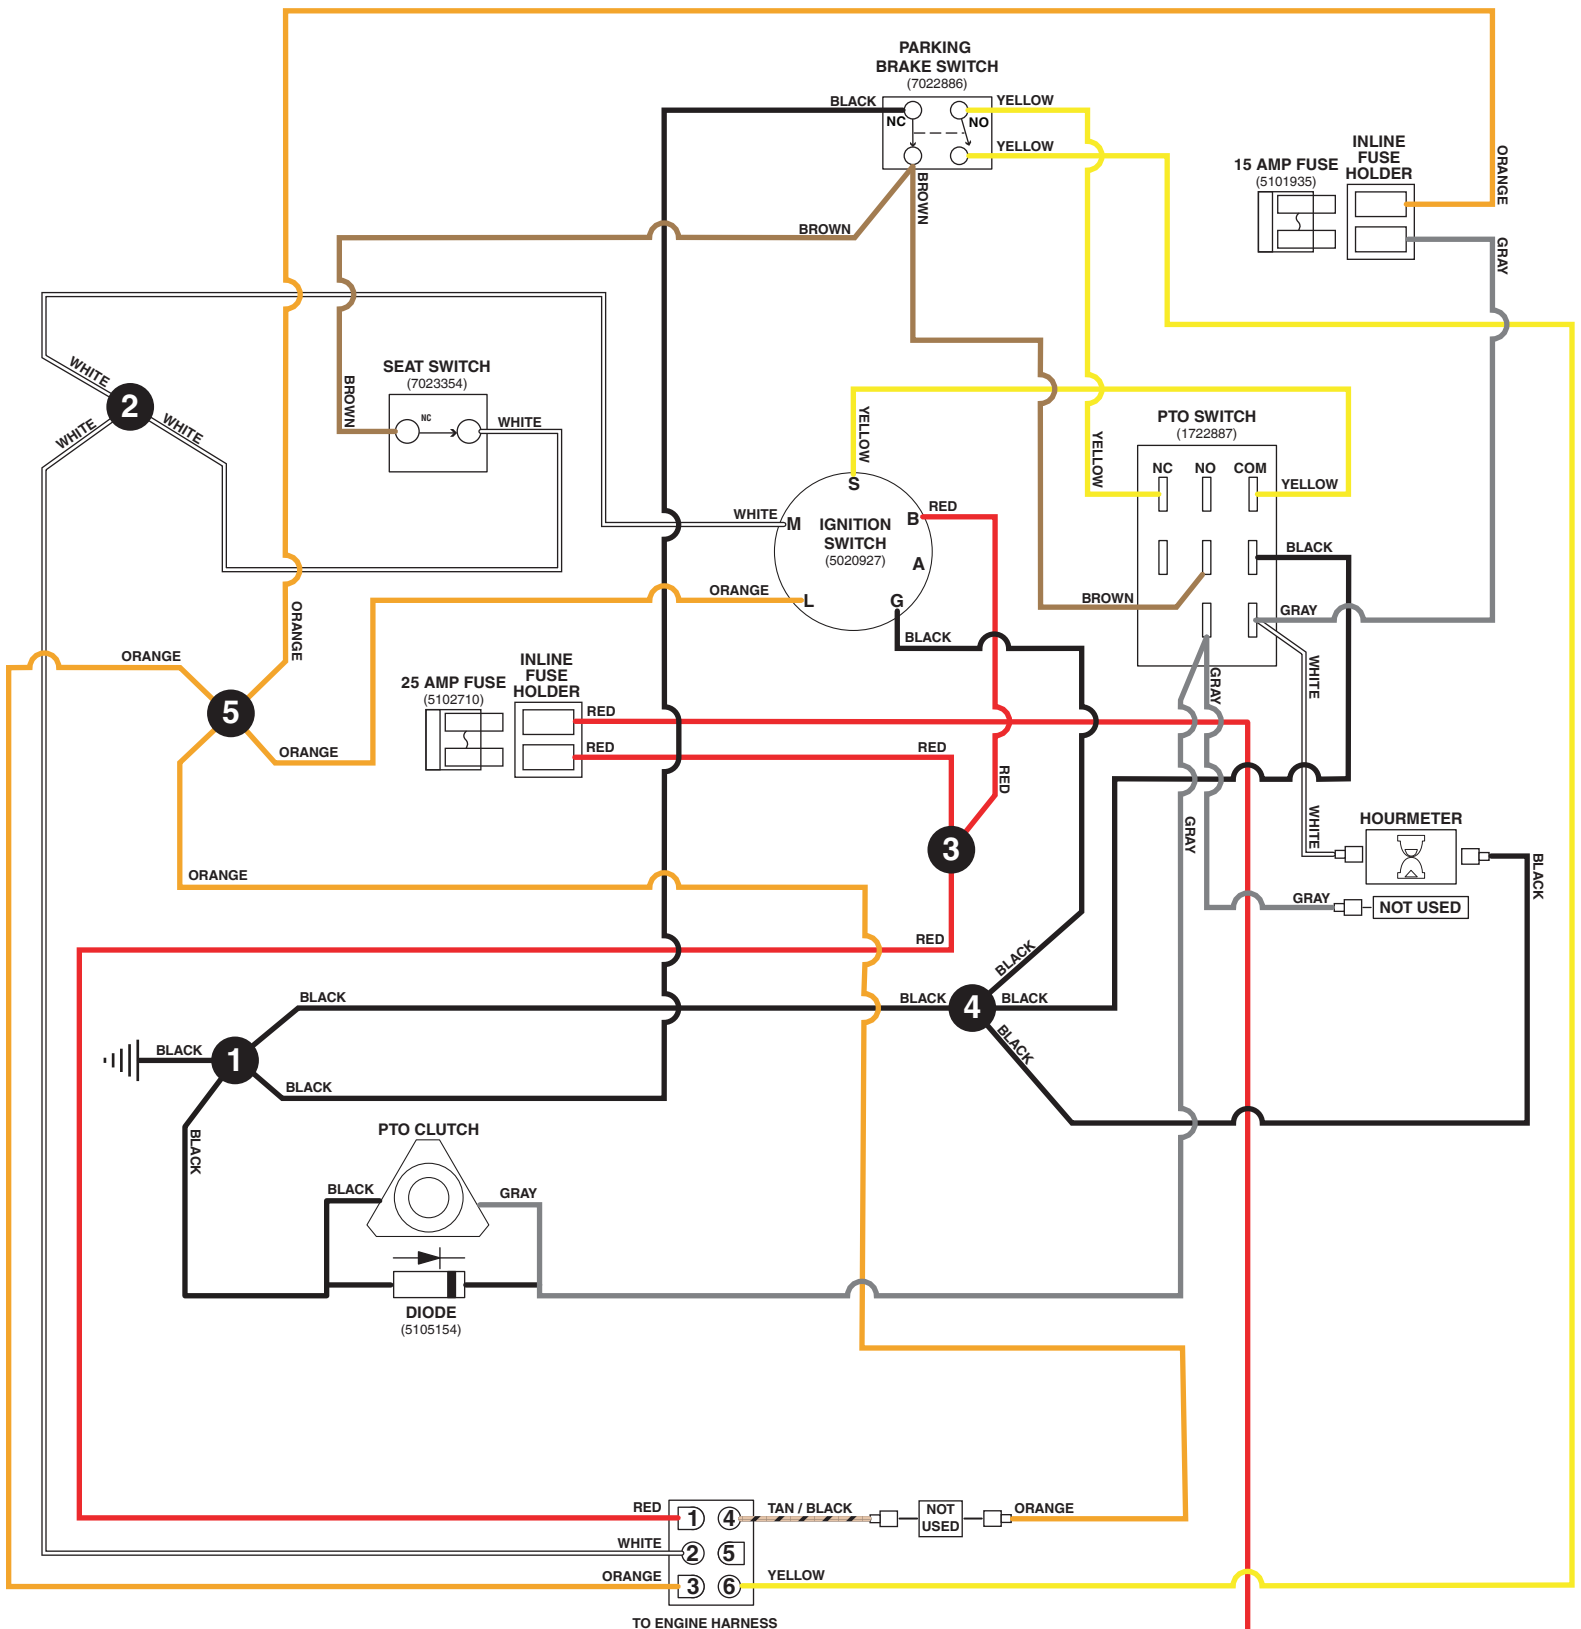 PARKING
BRAKE SWITCH
(7022886)
BLACK
YELLOW
NC
NO
YELLOW
BROWN
BROWN
15 AMP FUSE
(5101935)
INLINE
FUSE
HOLDER
ORANGE
GRAY
WHITE
2
WHITE
WHITE
SEAT SWITCH
(7023354)
BROWN
NC
WHITE
YELLOW
YELLOW
PTO SWITCH
(1722887)
NC
NO
COM
YELLOW
S
WHITE
M
B
RED
IGNITION
SWITCH
(5020927)
A
L
G
ORANGE
BLACK
BLACK
BROWN
GRAY
WHITE
GRAY
ORANGE
ORANGE
5
ORANGE
25 AMP FUSE
(5102710)
INLINE
FUSE
HOLDER
RED
RED
RED
RED
3
GRAY
WHITE
HOURMETER
BLACK
GRAY
NOT USED
ORANGE
RED
BLACK
BLACK
BLACK
4
BLACK
BLACK
BLACK
1
BLACK
BLACK
PTO CLUTCH
BLACK
GRAY
DIODE
(5105154)
RED
1
4
TAN / BLACK
NOT
USED
ORANGE
WHITE
2
5
ORANGE
3
6
YELLOW
TO ENGINE HARNESS